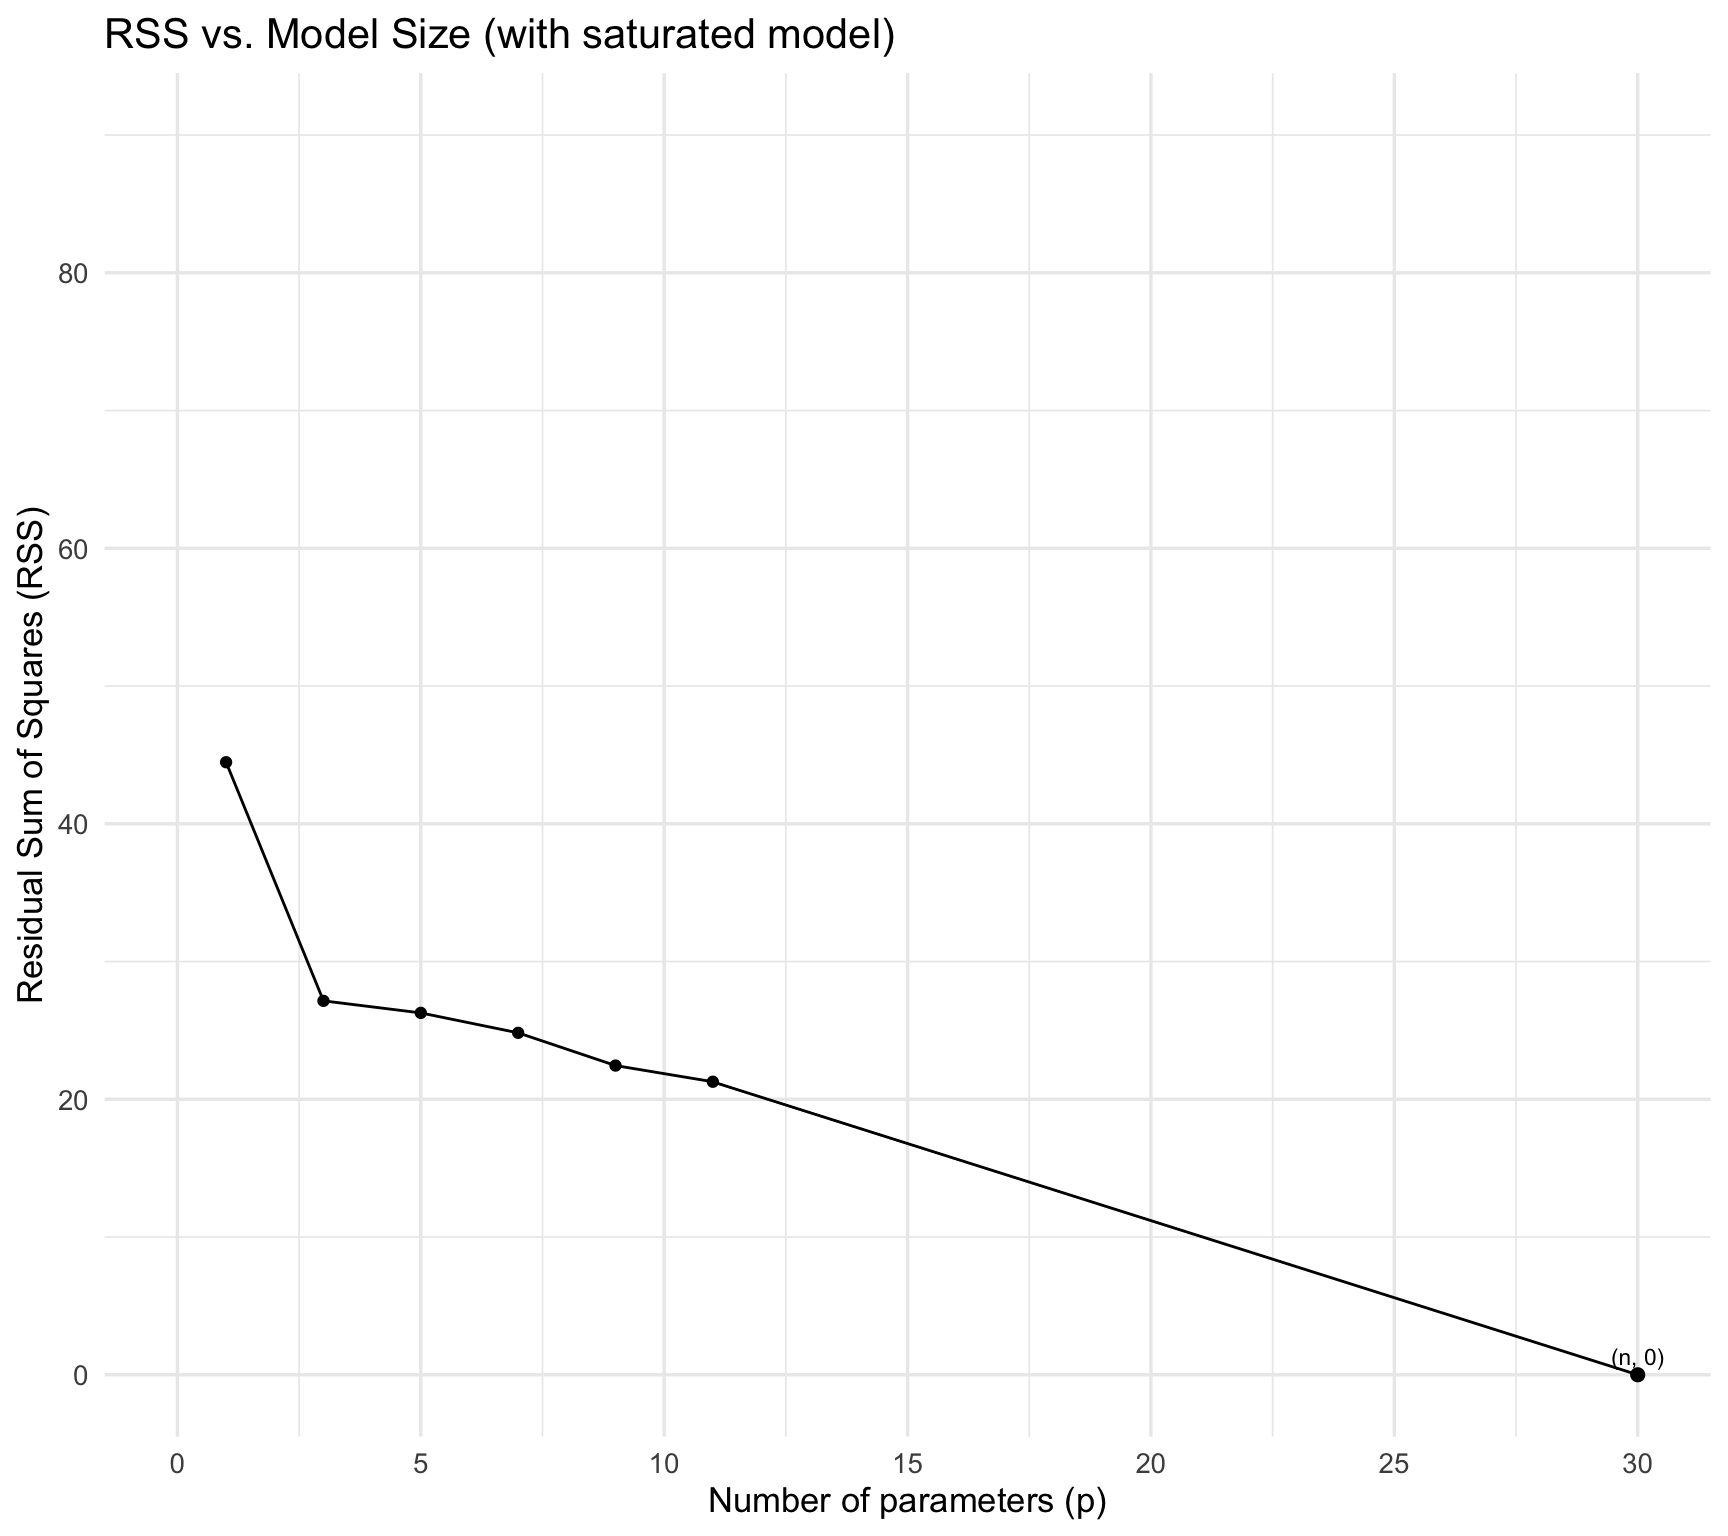 RSS vs. Model Size (with saturated model)
Residual Sum of Squares (RSS)
80
60
40
20
0
(n, 0)
0 5 10 15 20 25 30
Number of parameters (p)